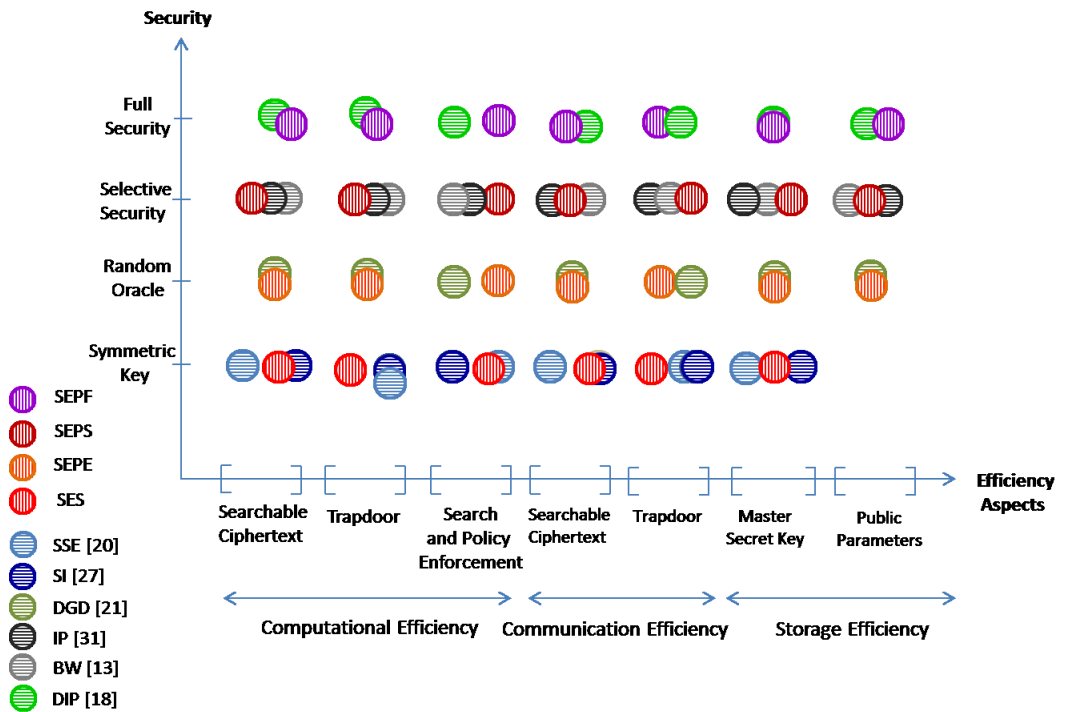 Security
Full
Security
Selective
Security
Random
Oracle
Symmetric
Key
SEPF
SEPS
SEPE
SES
SSE [20]
SI [27]
DGD [21]
IP [31]
BW [13]
DIP [18]
Searchable
Ciphertext
Trapdoor
Search
and Policy
Enforcement
Searchable
Ciphertext
Trapdoor
Master
Secret Key
Public
Parameters
Efficiency
Aspects
Computational Efficiency
Communication Efficiency
Storage Efficiency